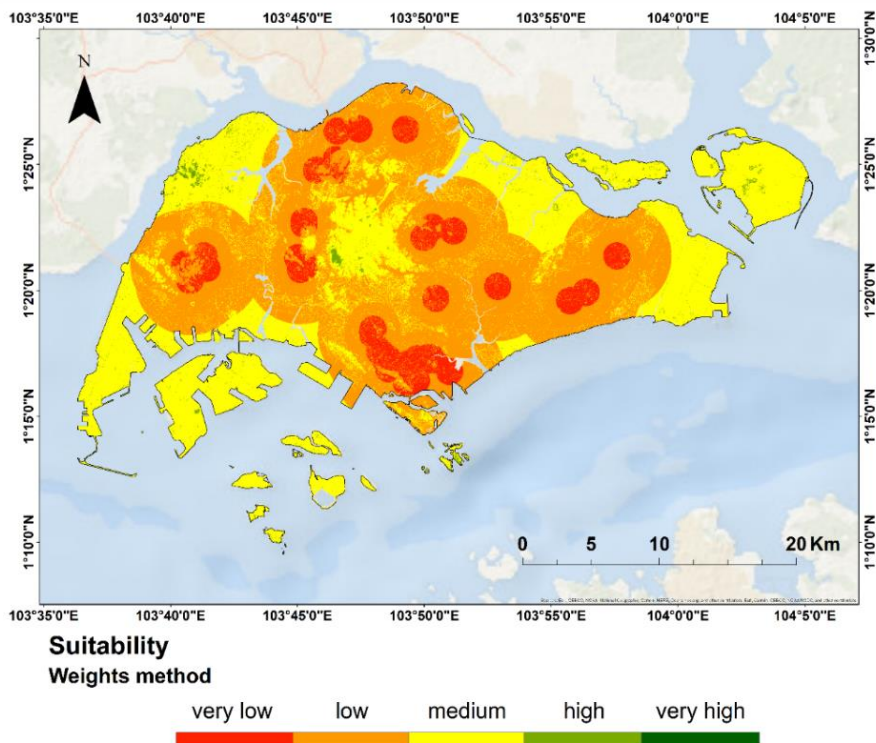 103°35'0"E 103°40'0"E 103°45'0"E 103°50'0"E 103°55'0"E 104°0'0"E 104°5'0"E
N
1°30'0"N 1°30'0"N
1°25'0"N 1°25'0"N
1°20'0"N 1°20'0"N
1°15'0"N 1°15'0"N
1°10'0"N 1°10'0"N
0 5 10 20 Km
103°35'0"E 103°40'0"E 103°45'0"E 103°50'0"E 103°55'0"E 104°0'0"E 104°5'0"E
Suitability
Weights method
very low low medium high very high